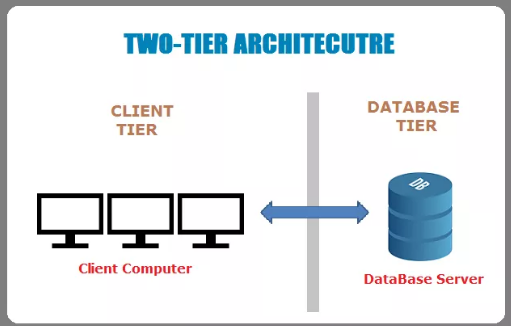 TWO-TIER ARCHITECUTRE
CLIENT
TIER
DATABASE
TIER
DB
Client Computer
DataBase Server